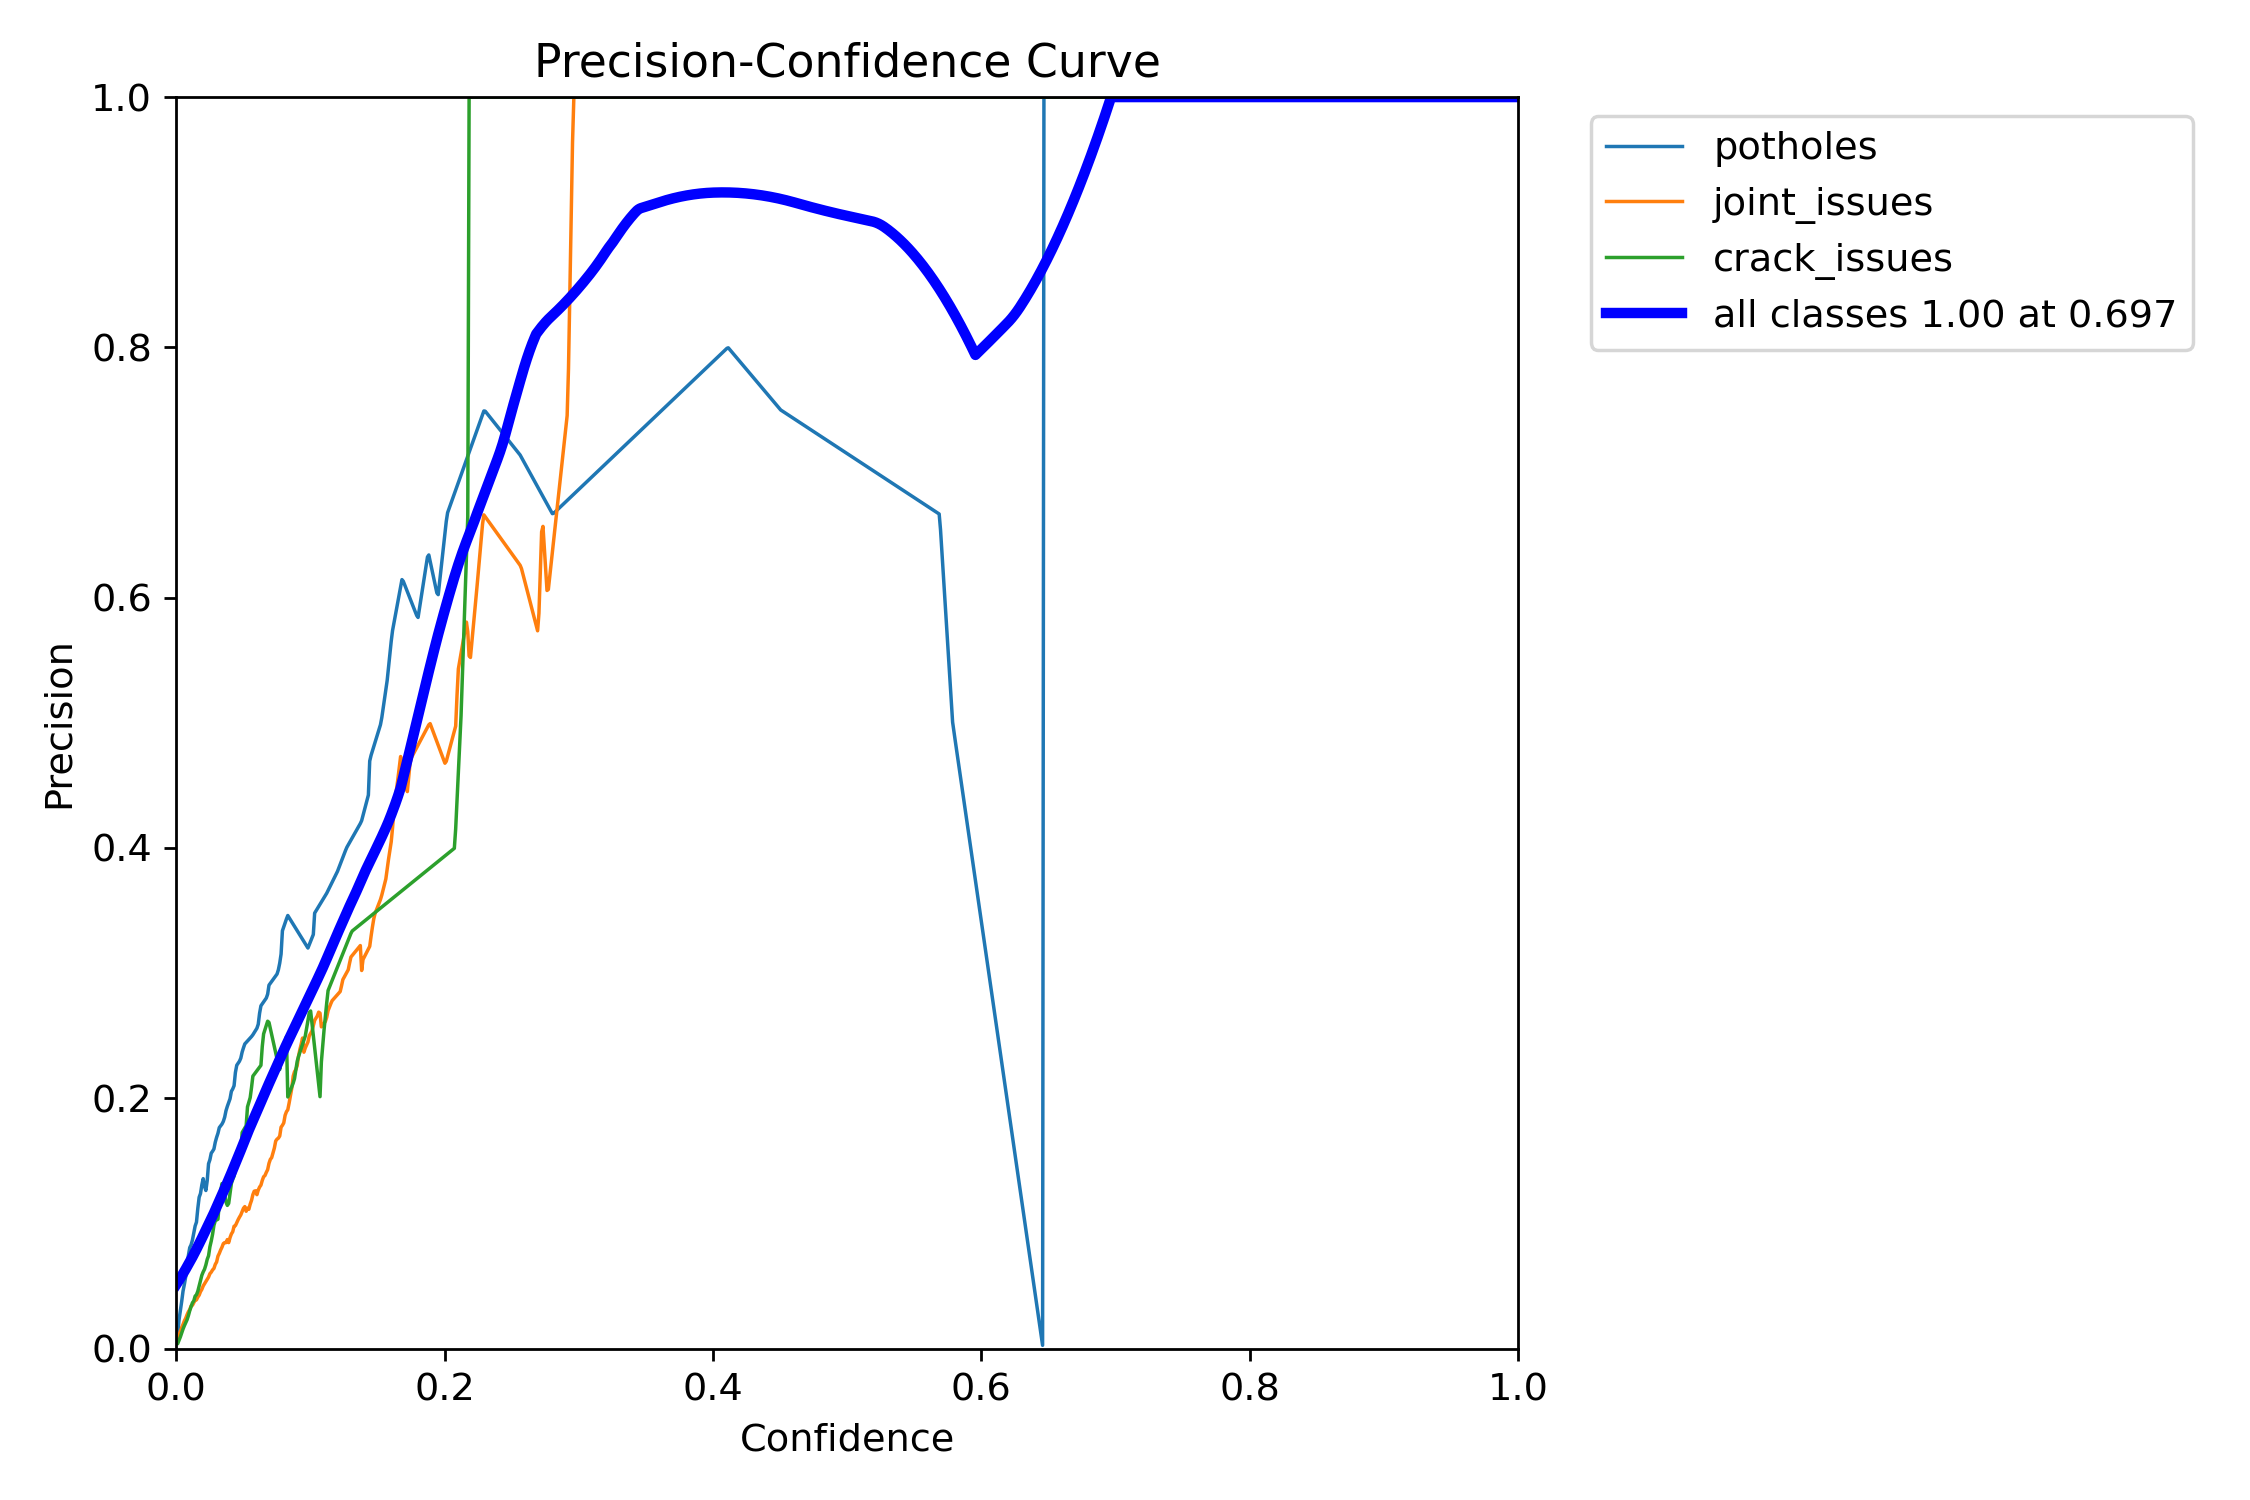 Precision-Confidence Curve
1.0
0.8
0.6
0.4
0.2
0.0
Precision
0.0 0.2 0.4 0.6 0.8 1.0
Confidence
potholes
joint_issues
crack_issues
all classes 1.00 at 0.697